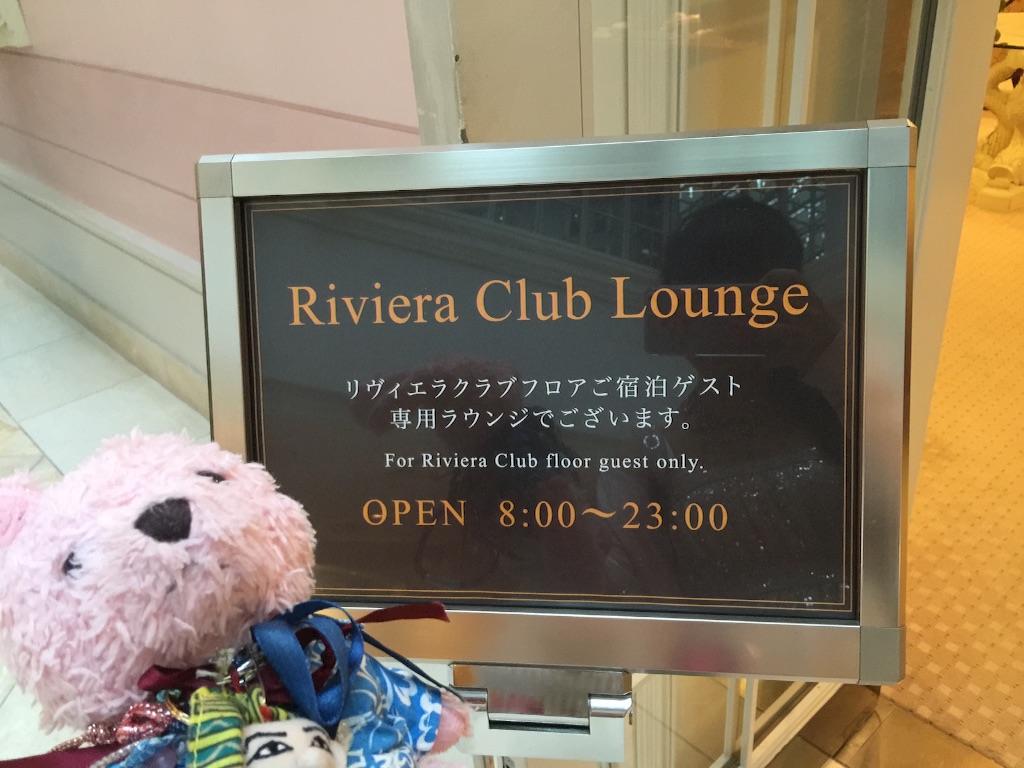 Riviera Club Lounge
リヴィエラクラブフロアご宿泊ゲスト
専用ラウンジでございます。
For Riviera Club floor guest only.
OPEN 8:00～23:00